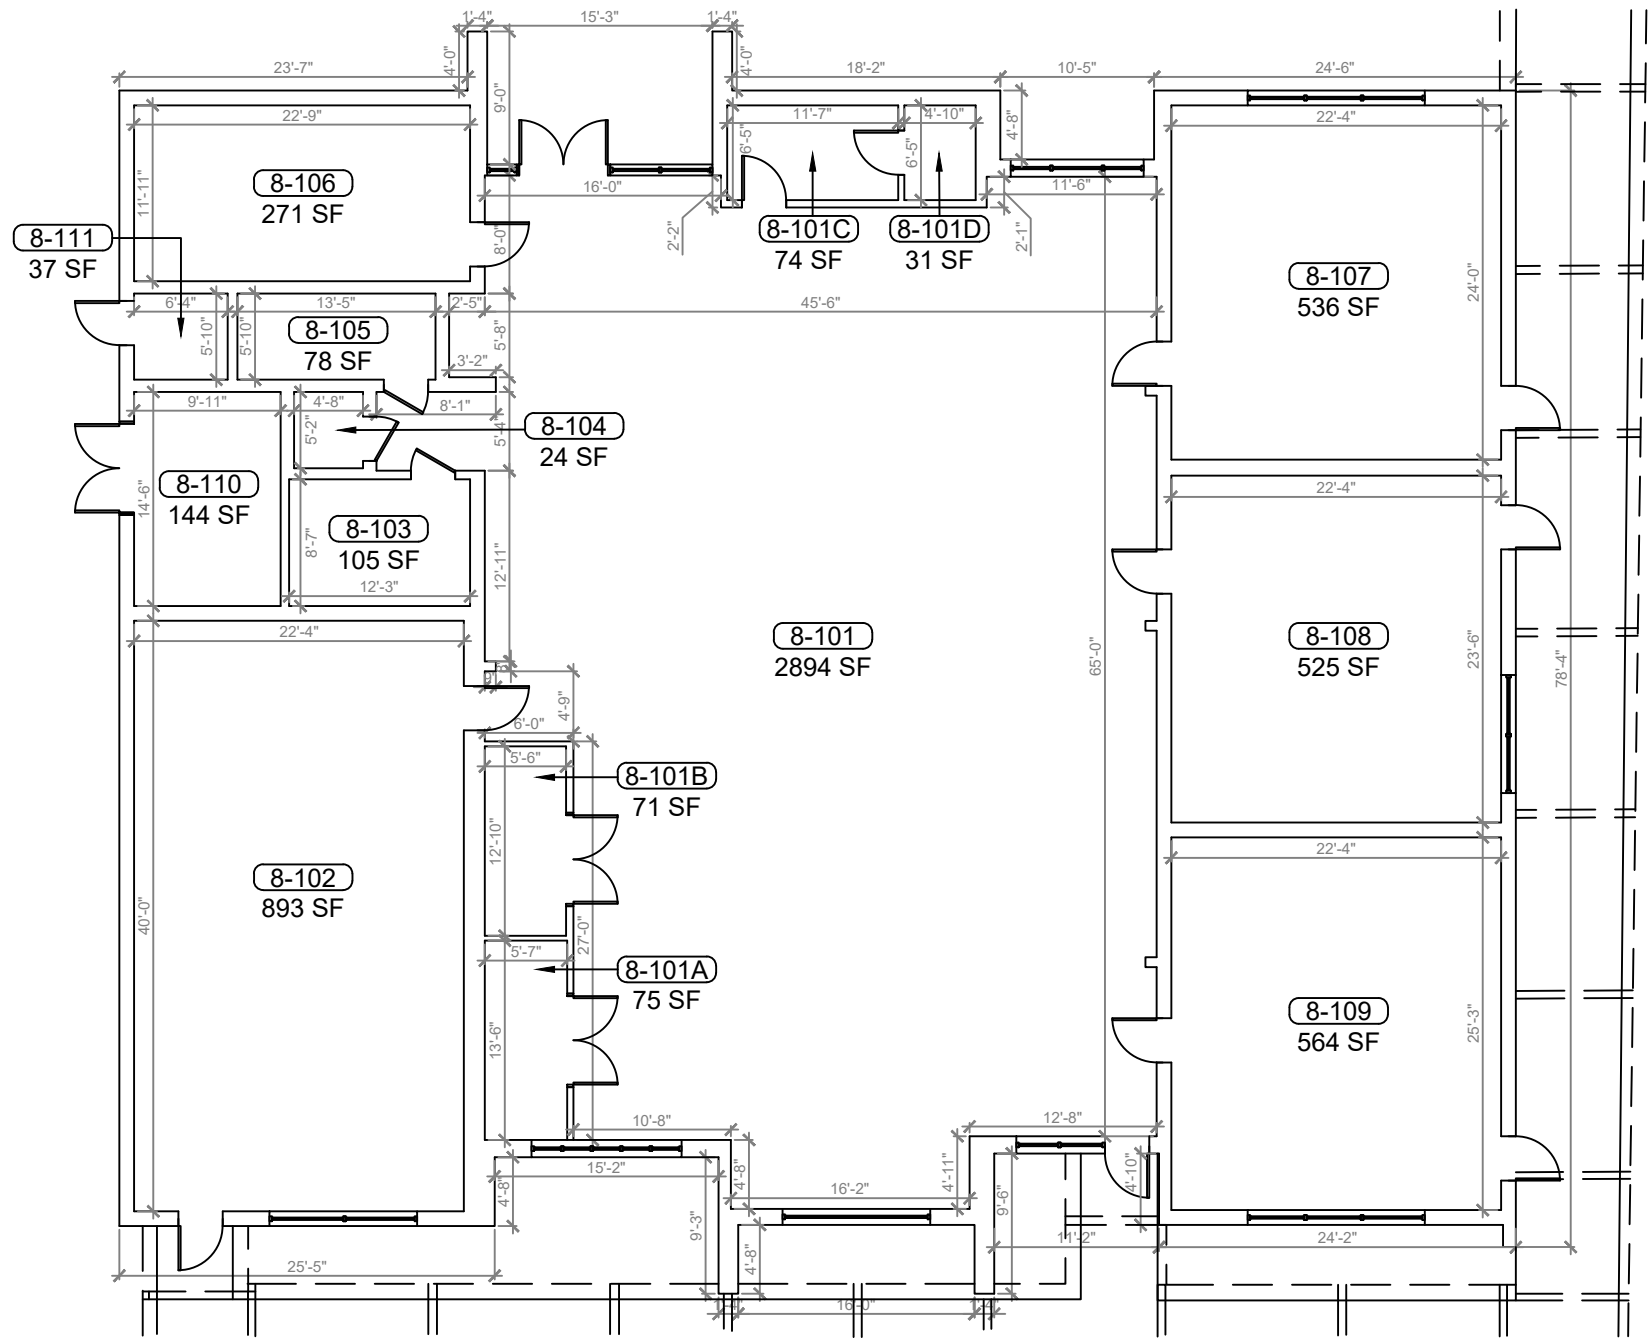 1'-4" 15'-3" 1'-4"
4'-0" 4'-0"
23'-7" 18'-2" 10'-5" 24'-6"
9'-0"
22'-9" 11'-7" 4'-10" 4'-8" 22'-4"
6'-5" 6'-5"
11'-11"
8-106
271 SF
16'-0" 11'-6"
8-111
37 SF
8'-0"
2'-2"
8-101C
74 SF
8-101D
31 SF
2'-1"
8-107
536 SF
24'-0"
6'-4" 13'-5" 2'-5" 45'-6"
5'-10" 5'-10"
8-105
78 SF
5'-8"
3'-2"
9'-11" 4'-8" 8'-1"
5'-2" 5'-4"
8-104
24 SF
8-110
144 SF
14'-6"
22'-4"
8-103
105 SF
8'-7"
12'-3"
12'-11"
22'-4"
8-101
2894 SF
65'-0"
8-108
525 SF
23'-6"
78'-4"
4'-9"
6'-0"
5'-6"
8-101B
71 SF
12'-10"
22'-4"
8-102
893 SF
40'-0"
27'-0"
5'-7"
8-101A
75 SF
13'-6"
8-109
564 SF
25'-3"
10'-8" 12'-8"
15'-2" 4'-8" 4'-11" 4'-10"
4'-8" 16'-2" 9'-6"
9'-3" 4'-8" 11'-2" 24'-2"
25'-5"
1'-4" 16'-0" 1'-4"